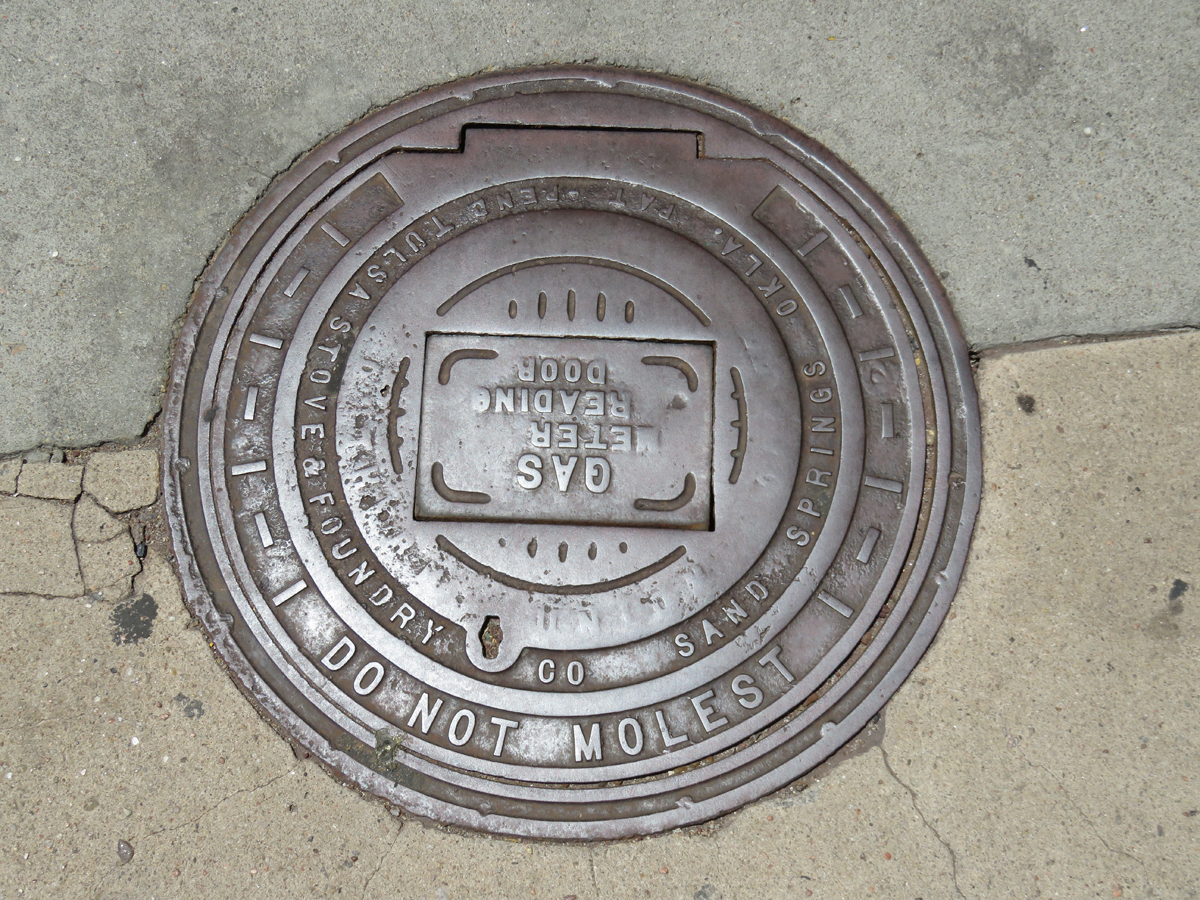 GAS
METER
READING
DOOR
TULSA STOVE & FOUNDRY CO SAND SPRINGS OKLA. PAT. PEND
DO NOT MOLEST